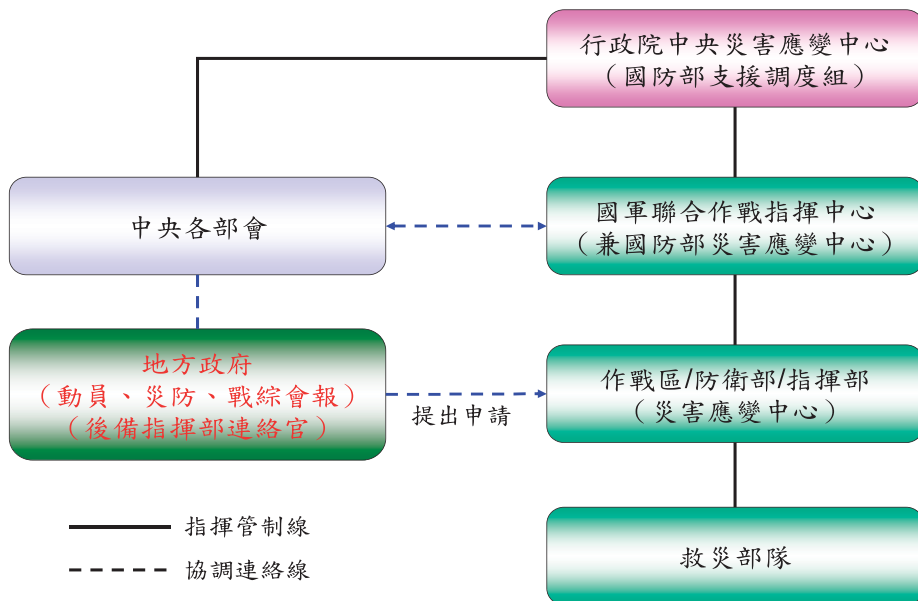 行政院中央災害應變中心
（國防部支援調度組）
中央各部會
國軍聯合作戰指揮中心
（兼國防部災害應變中心）
地方政府
（動員、災防、戰綜會報）
（後備指揮部連絡官）
提出申請
作戰區/防衛部/指揮部
（災害應變中心）
指揮管制線
協調連絡線
救災部隊